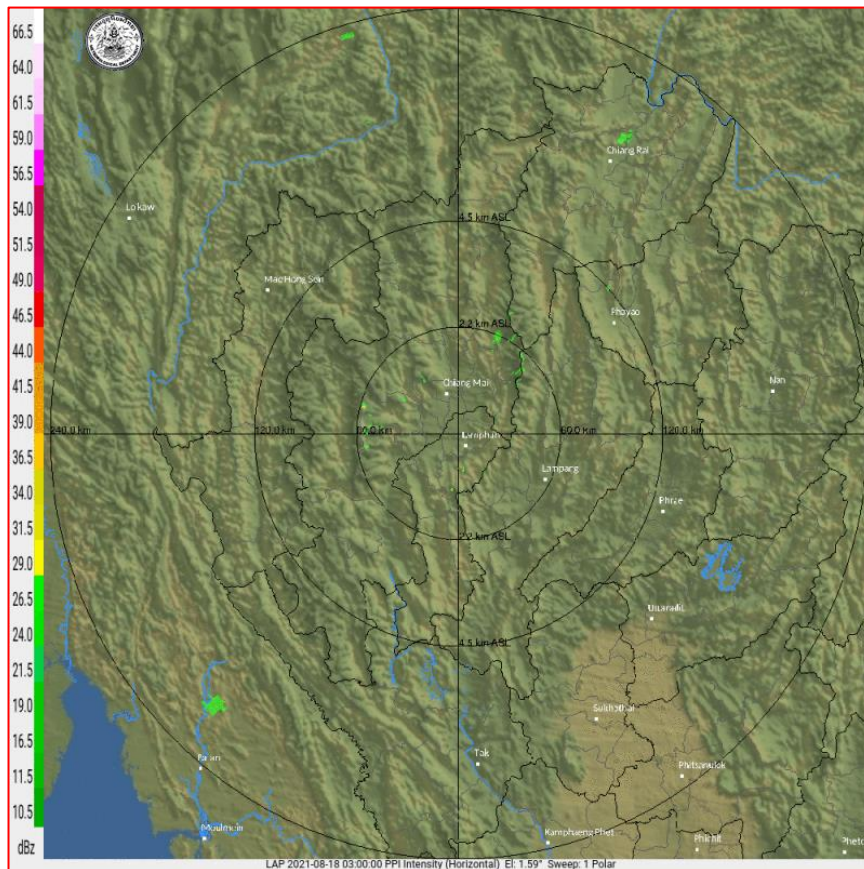 66.5
64.0
61.5
59.0
56.5
54.0
51.5
49.0
46.5
44.0
41.5
39.0
36.5
34.0
31.5
29.0
26.5
24.0
21.5
19.0
16.5
14.0
11.5
10.5
dBz
Chiang Rai
Loikaw
4.5 km ASL
Mae Hong Son
Phayao
2.2 km ASL
Chiang Mai
Nan
240.0 km
120.0 km
60.0 km
60.0 km
120.0 km
Lamphun
Lampang
Phrae
2.2 km ASL
Uttaradit
4.5 km ASL
Sukhothai
Tak
Pa'an
Phitsanulok
Moulmein
Kamphaeng Phet
Phichit
Phetc
LAP 2021-08-18 03:00:00 PPI Intensity (Horizontal) El: 1.59° Sweep: 1 Polar